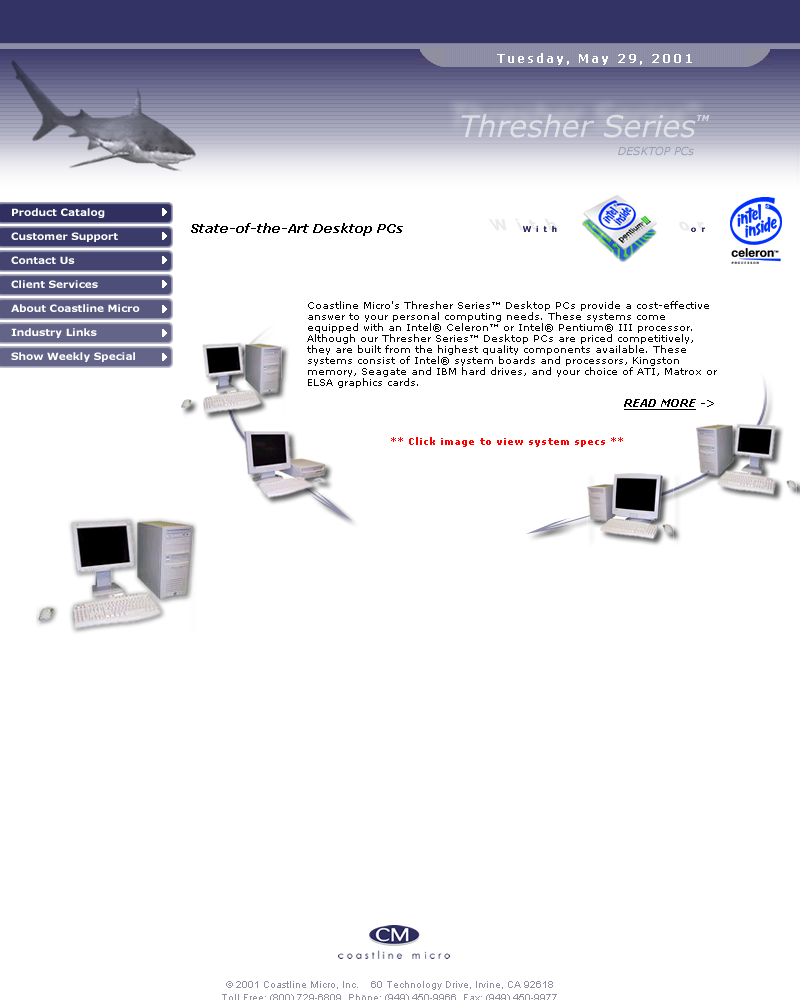 Tuesday, May 29, 2001
Thresher Series™
DESKTOP PCs
Product Catalog
Customer Support
Contact Us
Client Services
About Coastline Micro
Industry Links
Show Weekly Special
State-of-the-Art Desktop PCs
With
intel inside
pentium III
or
intel inside
celeron™
PROCESSOR
Coastline Micro's Thresher Series™ Desktop PCs provide a cost-effective
answer to your personal computing needs. These systems come
equipped with an Intel® Celeron™ or Intel® Pentium® III processor.
Although our Thresher Series™ Desktop PCs are priced competitively,
they are built from the highest quality components available. These
systems consist of Intel® system boards and processors, Kingston
memory, Seagate and IBM hard drives, and your choice of ATI, Matrox or
ELSA graphics cards.
READ MORE ->
** Click image to view system specs **
CM
coastline micro
© 2001 Coastline Micro, Inc. 60 Technology Drive, Irvine, CA 92618
Toll Free: (800) 729-6809 Phone: (949) 450-9966 Fax: (949) 450-9977